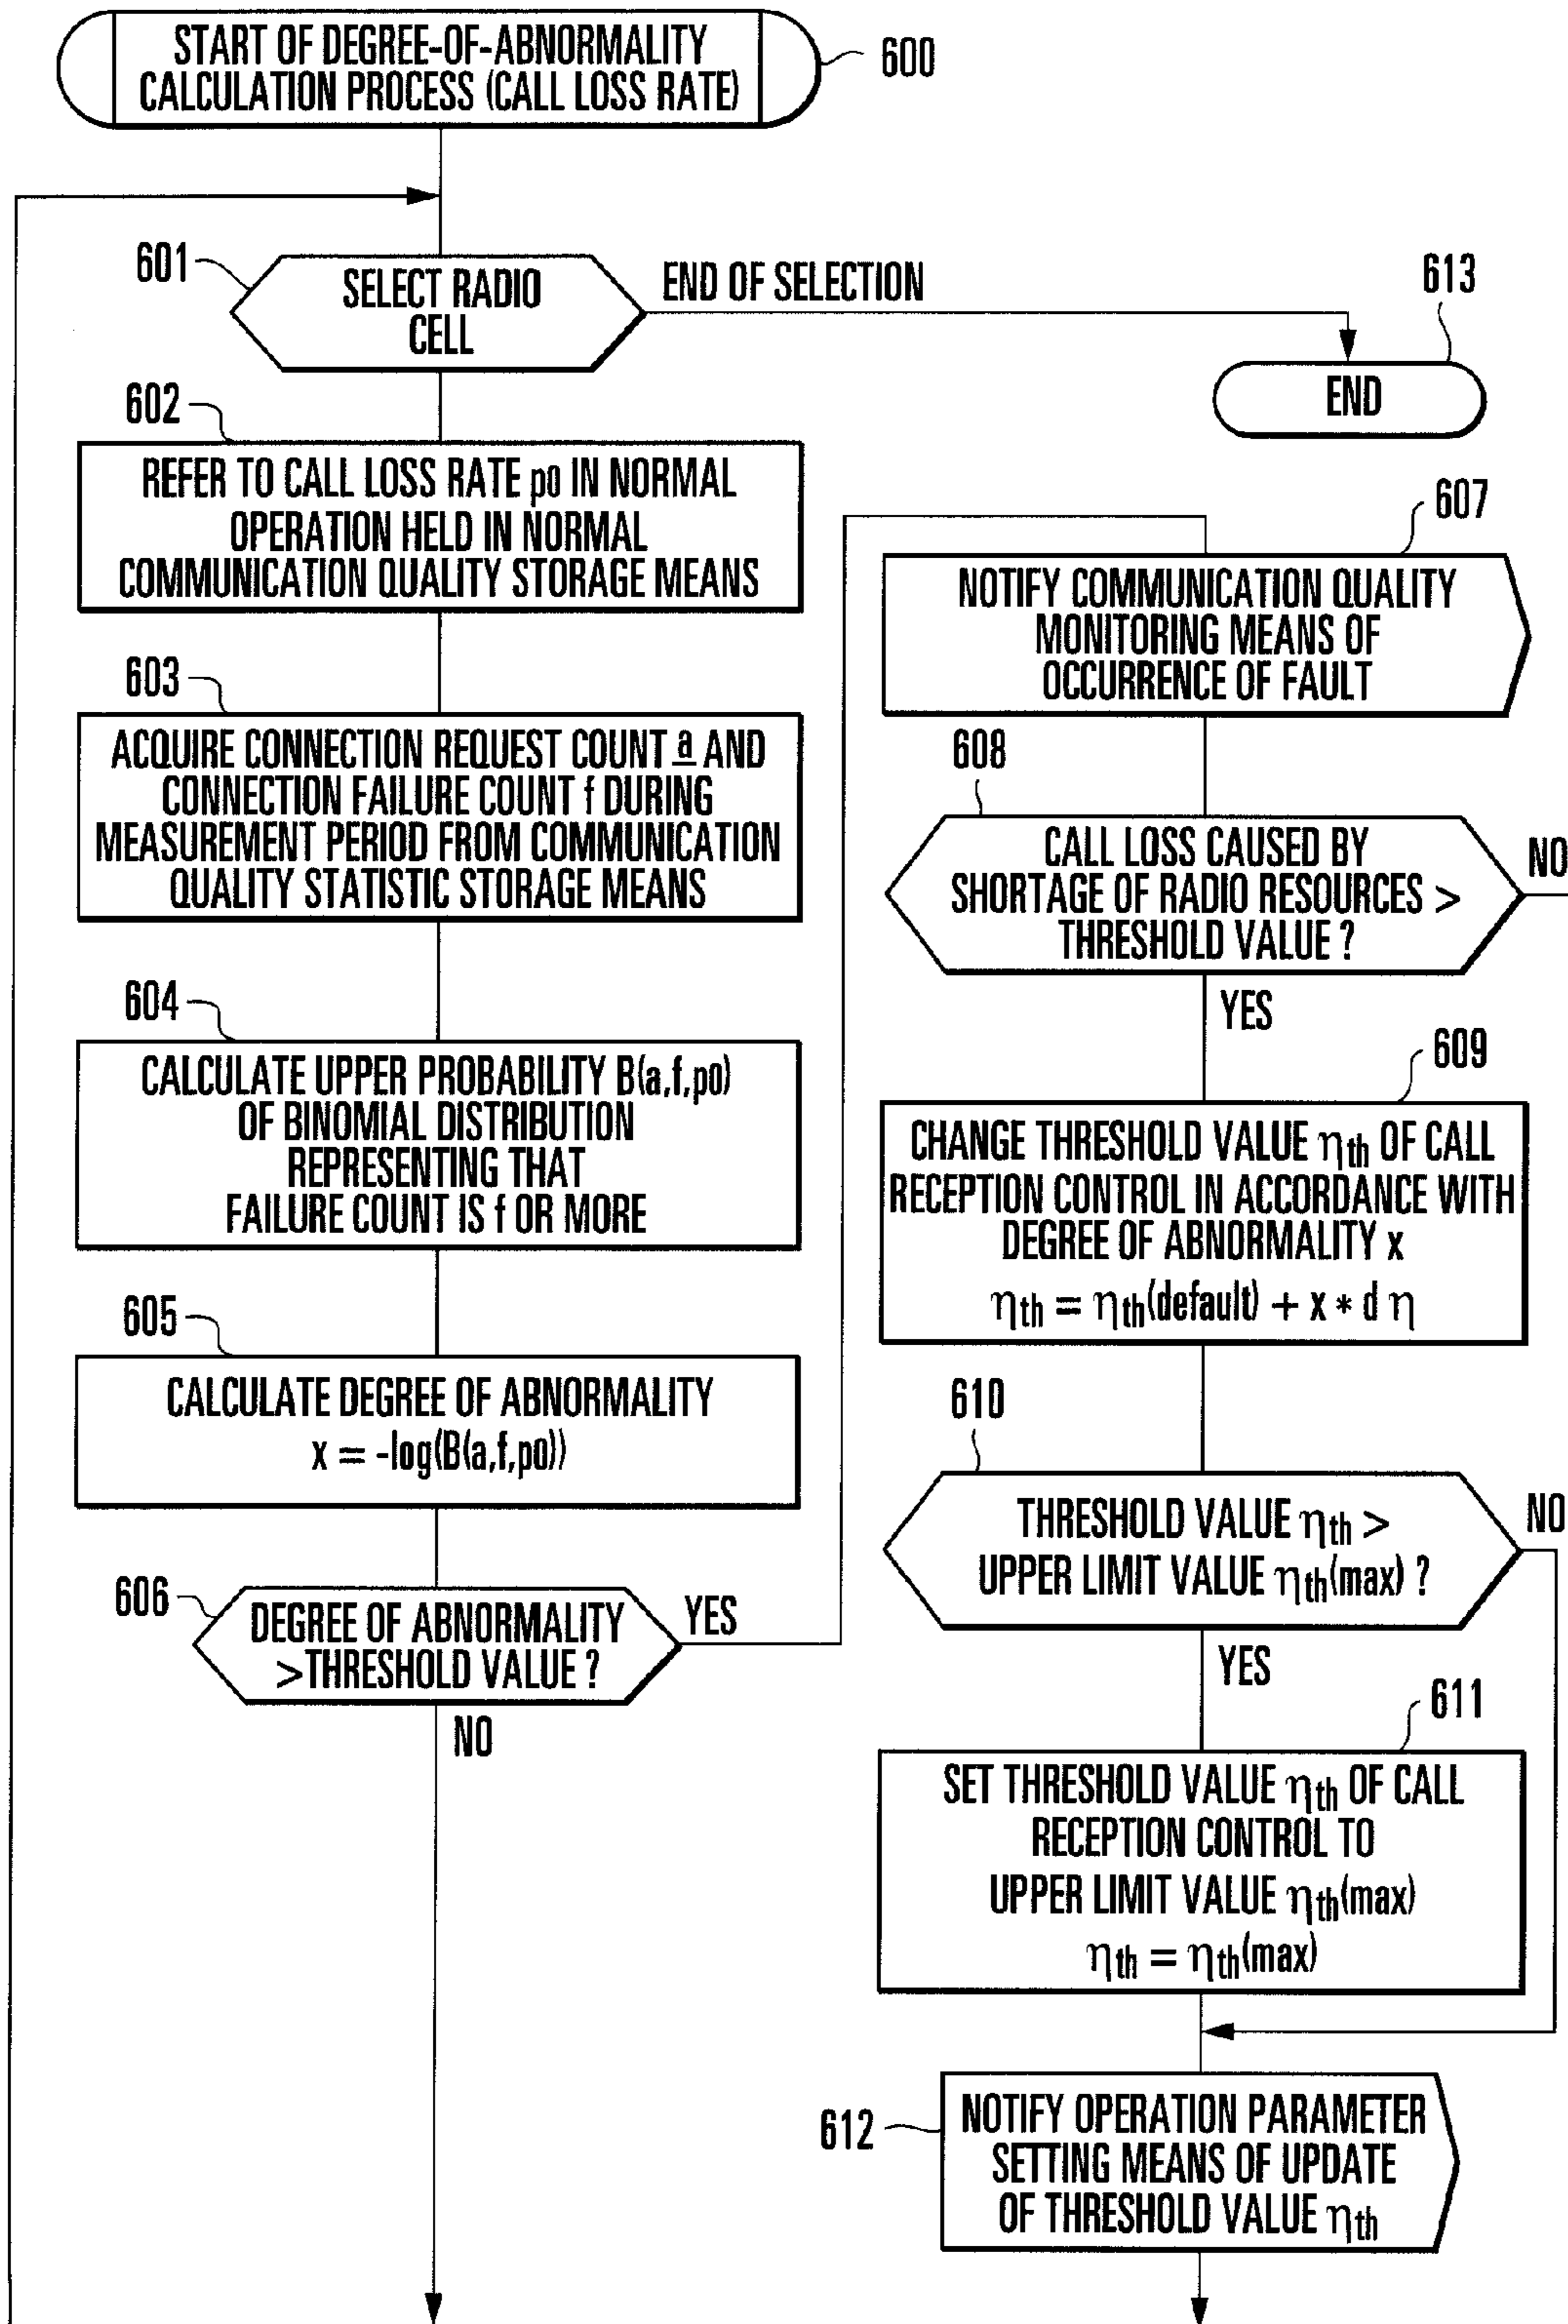 START OF DEGREE-OF-ABNORMALITY
CALCULATION PROCESS (CALL LOSS RATE)
600
601
SELECT RADIO
CELL
END OF SELECTION
613
END
602
REFER TO CALL LOSS RATE p0 IN NORMAL
OPERATION HELD IN NORMAL
COMMUNICATION QUALITY STORAGE MEANS
603
ACQUIRE CONNECTION REQUEST COUNT a AND
CONNECTION FAILURE COUNT f DURING
MEASUREMENT PERIOD FROM COMMUNICATION
QUALITY STATISTIC STORAGE MEANS
604
CALCULATE UPPER PROBABILITY B(a,f,p0)
OF BINOMIAL DISTRIBUTION
REPRESENTING THAT
FAILURE COUNT IS f OR MORE
605
CALCULATE DEGREE OF ABNORMALITY
x = -log(B(a,f,p0))
606
DEGREE OF ABNORMALITY
>THRESHOLD VALUE ?
YES
NO
607
NOTIFY COMMUNICATION QUALITY
MONITORING MEANS OF
OCCURRENCE OF FAULT
608
CALL LOSS CAUSED BY
SHORTAGE OF RADIO RESOURCES >
THRESHOLD VALUE ?
NO
YES
609
CHANGE THRESHOLD VALUE ηth OF CALL
RECEPTION CONTROL IN ACCORDANCE WITH
DEGREE OF ABNORMALITY x
ηth = ηth(default) + x * d η
610
THRESHOLD VALUE ηth >
UPPER LIMIT VALUE ηth(max) ?
NO
YES
611
SET THRESHOLD VALUE ηth OF CALL
RECEPTION CONTROL TO
UPPER LIMIT VALUE ηth(max)
ηth = ηth(max)
612
NOTIFY OPERATION PARAMETER
SETTING MEANS OF UPDATE
OF THRESHOLD VALUE ηth